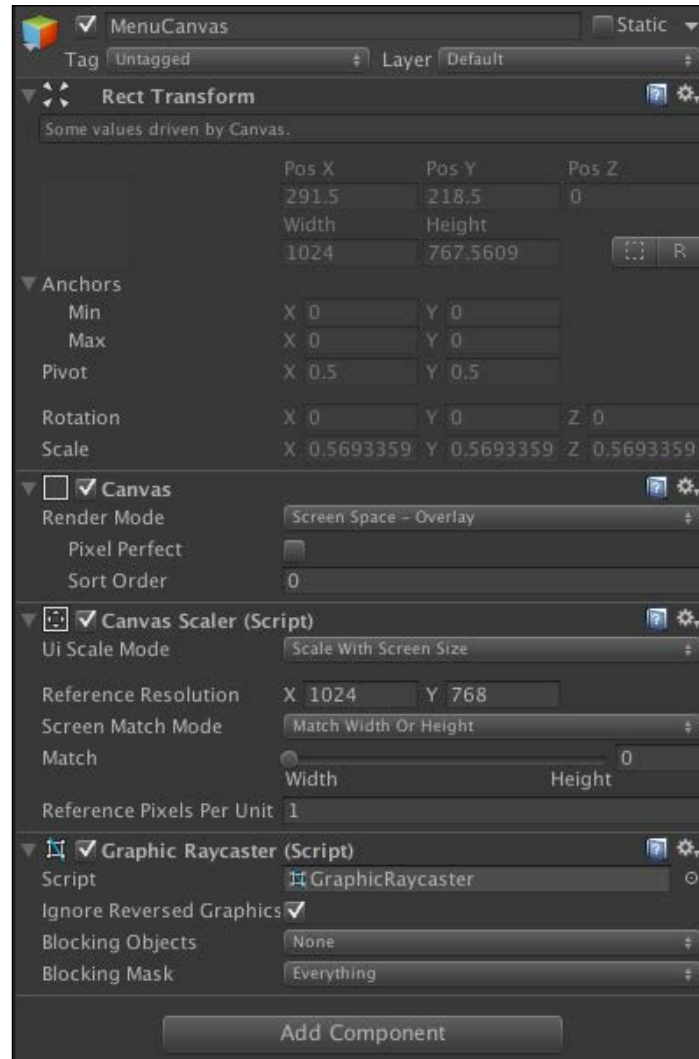 MenuCanvas Static
Tag Untagged Layer Default
Rect Transform
Some values driven by Canvas.
Pos X Pos Y Pos Z
291.5 218.5 0
Width Height
1024 767.5609
R
Anchors
Min X 0 Y 0
Max X 0 Y 0
Pivot X 0.5 Y 0.5
Rotation X 0 Y 0 Z 0
Scale X 0.5693359 Y 0.5693359 Z 0.5693359
Canvas
Render Mode Screen Space - Overlay
Pixel Perfect
Sort Order 0
Canvas Scaler (Script)
Ui Scale Mode Scale With Screen Size
Reference Resolution X 1024 Y 768
Screen Match Mode Match Width Or Height
Match 0
Width Height
Reference Pixels Per Unit 1
Graphic Raycaster (Script)
Script GraphicRaycaster
Ignore Reversed Graphics
Blocking Objects None
Blocking Mask Everything
Add Component